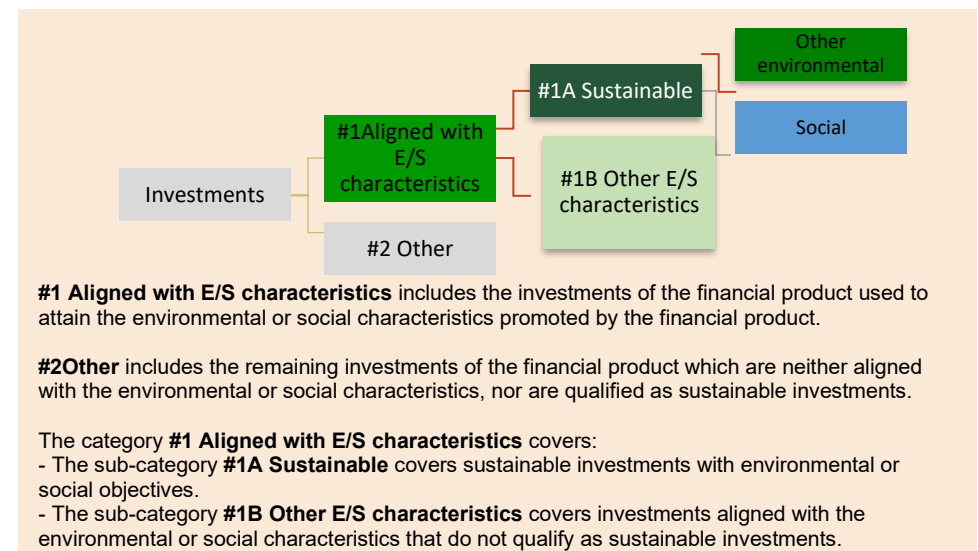 Other
environmental
#1A Sustainable
Social
#1Aligned with
E/S
characteristics
#1B Other E/S
characteristics
Investments
#2 Other
#1 Aligned with E/S characteristics includes the investments of the financial product used to
attain the environmental or social characteristics promoted by the financial product.
#2Other includes the remaining investments of the financial product which are neither aligned
with the environmental or social characteristics, nor are qualified as sustainable investments.
The category #1 Aligned with E/S characteristics covers:
- The sub-category #1A Sustainable covers sustainable investments with environmental or
social objectives.
- The sub-category #1B Other E/S characteristics covers investments aligned with the
environmental or social characteristics that do not qualify as sustainable investments.